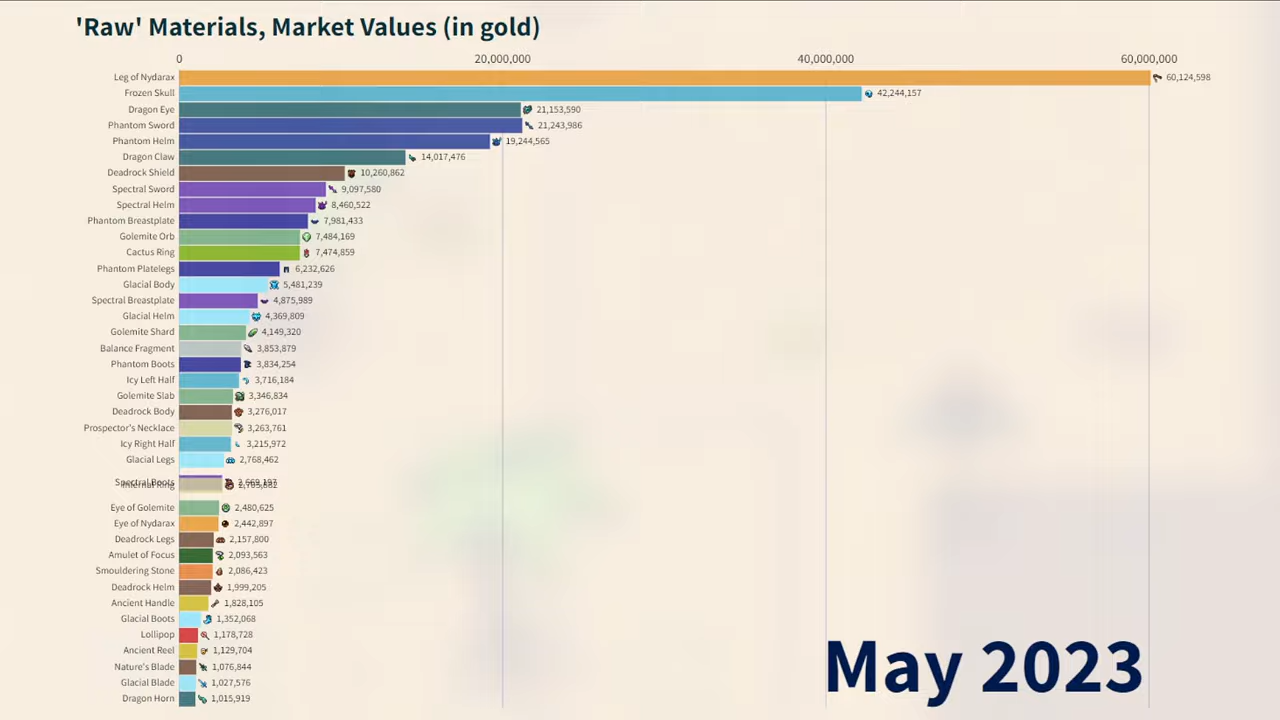 'Raw' Materials, Market Values (in gold)
0 20,000,000 40,000,000 60,000,000
Leg of Nydarax 60,124,598
Frozen Skull 42,244,157
Dragon Eye 21,153,590
Phantom Sword 21,243,986
Phantom Helm 19,244,565
Dragon Claw 14,017,476
Deadrock Shield 10,260,862
Spectral Sword 9,097,580
Spectral Helm 8,460,522
Phantom Breastplate 7,981,433
Golemite Orb 7,484,169
Cactus Ring 7,474,859
Phantom Platelegs 6,232,626
Glacial Body 5,481,239
Spectral Breastplate 4,875,989
Glacial Helm 4,369,809
Golemite Shard 4,149,320
Balance Fragment 3,853,879
Phantom Boots 3,834,254
Icy Left Half 3,716,184
Golemite Slab 3,346,834
Deadrock Body 3,276,017
Prospector's Necklace 3,263,761
Icy Right Half 3,215,972
Glacial Legs 2,768,462
Spectral Boots
Ring
Eye of Golemite 2,480,625
Eye of Nydarax 2,442,897
Deadrock Legs 2,157,800
Amulet of Focus 2,093,563
Smouldering Stone 2,086,423
Deadrock Helm 1,999,205
Ancient Handle 1,828,105
Glacial Boots 1,352,068
Lollipop 1,178,728
Ancient Reel 1,129,704
Nature's Blade 1,076,844
Glacial Blade 1,027,576
Dragon Horn 1,015,919
May 2023